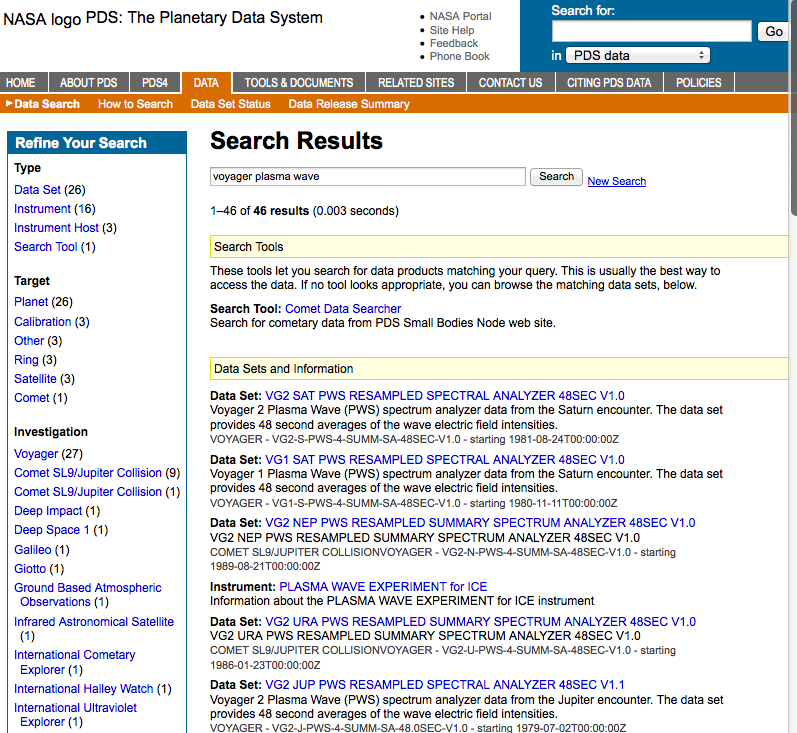 NASA logo PDS: The Planetary Data System
NASA Portal
Site Help
Feedback
Phone Book
Search for:
Go
in PDS data
HOME ABOUT PDS PDS4 DATA TOOLS & DOCUMENTS RELATED SITES CONTACT US CITING PDS DATA POLICIES
Data Search How to Search Data Set Status Data Release Summary
Refine Your Search
Type
Data Set (26)
Instrument (16)
Instrument Host (3)
Search Tool (1)
Target
Planet (26)
Calibration (3)
Other (3)
Ring (3)
Satellite (3)
Comet (1)
Investigation
Voyager (27)
Comet SL9/Jupiter Collision (9)
Comet SL9/Jupiter Collision (1)
Deep Impact (1)
Deep Space 1 (1)
Galileo (1)
Giotto (1)
Ground Based Atmospheric
Observations (1)
Infrared Astronomical Satellite
(1)
International Cometary
Explorer (1)
International Halley Watch (1)
International Ultraviolet
Explorer (1)
Search Results
voyager plasma wave Search New Search
1–46 of 46 results (0.003 seconds)
Search Tools
These tools let you search for data products matching your query. This is usually the best way to
access the data. If no tool looks appropriate, you can browse the matching data sets, below.
Search Tool: Comet Data Searcher
Search for cometary data from PDS Small Bodies Node web site.
Data Sets and Information
Data Set: VG2 SAT PWS RESAMPLED SPECTRAL ANALYZER 48SEC V1.0
Voyager 2 Plasma Wave (PWS) spectrum analyzer data from the Saturn encounter. The data set
provides 48 second averages of the wave electric field intensities.
VOYAGER - VG2-S-PWS-4-SUMM-SA-48SEC-V1.0 - starting 1981-08-24T00:00:00Z
Data Set: VG1 SAT PWS RESAMPLED SPECTRAL ANALYZER 48SEC V1.0
Voyager 1 Plasma Wave (PWS) spectrum analyzer data from the Saturn encounter. The data set
provides 48 second averages of the wave electric field intensities.
VOYAGER - VG1-S-PWS-4-SUMM-SA-48SEC-V1.0 - starting 1980-11-11T00:00:00Z
Data Set: VG2 NEP PWS RESAMPLED SUMMARY SPECTRUM ANALYZER 48SEC V1.0
VG2 NEP PWS RESAMPLED SUMMARY SPECTRUM ANALYZER 48SEC V1.0
COMET SL9/JUPITER COLLISIONVOYAGER - VG2-N-PWS-4-SUMM-SA-48SEC-V1.0 - starting
1989-08-21T00:00:00Z
Instrument: PLASMA WAVE EXPERIMENT for ICE
Information about the PLASMA WAVE EXPERIMENT for ICE instrument
Data Set: VG2 URA PWS RESAMPLED SUMMARY SPECTRUM ANALYZER 48SEC V1.0
VG2 URA PWS RESAMPLED SUMMARY SPECTRUM ANALYZER 48SEC V1.0
COMET SL9/JUPITER COLLISIONVOYAGER - VG2-U-PWS-4-SUMM-SA-48SEC-V1.0 - starting
1986-01-23T00:00:00Z
Data Set: VG2 JUP PWS RESAMPLED SPECTRAL ANALYZER 48SEC V1.1
Voyager 2 Plasma Wave (PWS) spectrum analyzer data from the Jupiter encounter. The data set
provides 48 second averages of the wave electric field intensities.
VOYAGER - VG2-J-PWS-4-SUMM-SA-48.0SEC-V1.0 - starting 1979-07-02T00:00:00Z